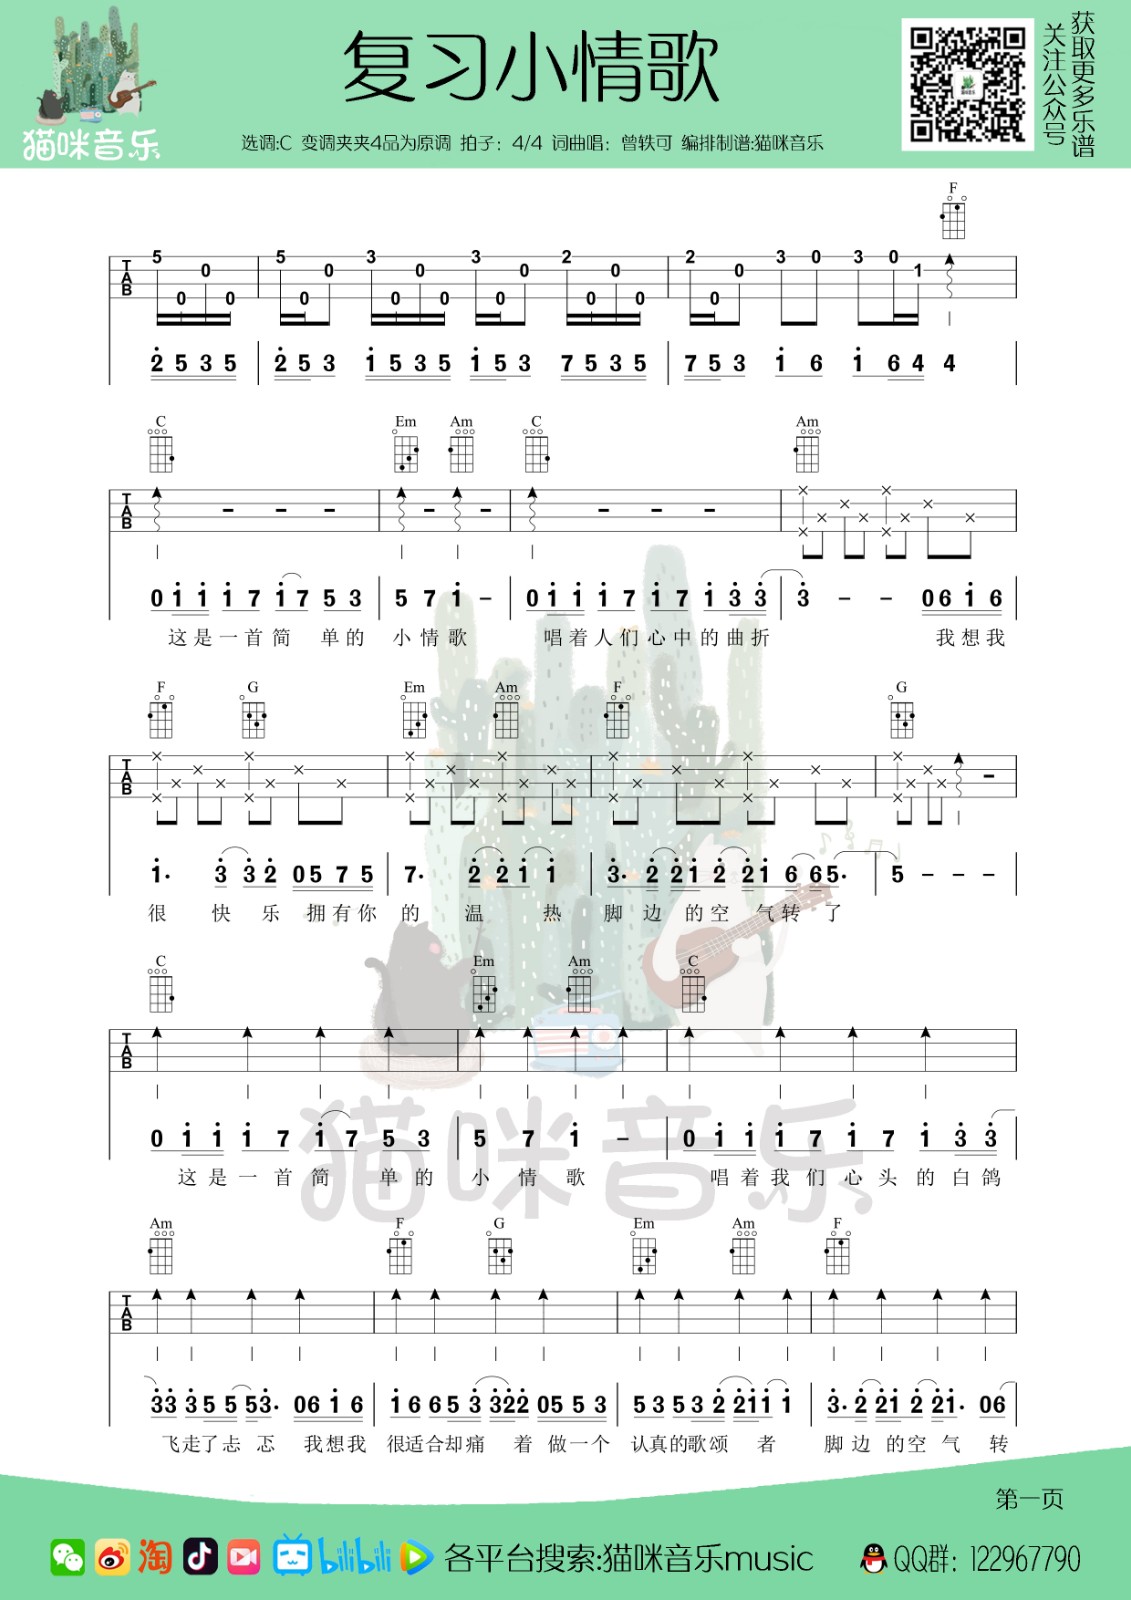 复习小情歌
选调:C 变调夹夹4品为原调 拍子：4/4 词曲唱：曾轶可 编排制谱:猫咪音乐
猫咪音乐
获取更多乐谱
关注公众号
F
T A B 5 0 0 0 5 0 0 3 0 0 0 3 0 0 2 0 0 0 2 0 0 3 0 3 0 1
2 5 3 5 2 5 3 1 5 3 5 1 5 3 7 5 3 5 7 5 3 1 6 1 6 4 4
C Em Am C Am
T A B
0 1 1 1 7 1 7 5 3 5 7 1 – 0 1 1 1 7 1 7 1 3 3 3 – – 0 6 1 6
这是一首简 单的 小情歌 唱着人们心中的曲折 我想我
F G Em Am F G
T A B
1· 3 3 2 0 5 7 5 7· 2 2 1 1 3· 2 2 1 2 2 1 6 6 5· 5 – – –
很 快 乐 拥有你 的 温 热 脚 边 的空 气转 了
C Em Am C
T A B
0 1 1 1 7 1 7 5 3 5 7 1 – 0 1 1 1 7 1 7 1 3 3
这是一首简 单的 小情歌 唱着我们心头的白鸽
猫咪音乐
Am F G Em Am F
T A B
3 3 3 5 5 5 3· 0 6 1 6 1 6 6 5 3 3 2 2 0 5 5 3 5 3 5 3 5 3 2 2 1 1 1 1 3· 2 2 1 2 2 1· 0 6
飞走了忐 忑 我想我 很适合却痛 着 做一个 认真的歌颂 者 脚边 的空 气 转
第一页
淘 bilibili 各平台搜索:猫咪音乐music QQ群：122967790